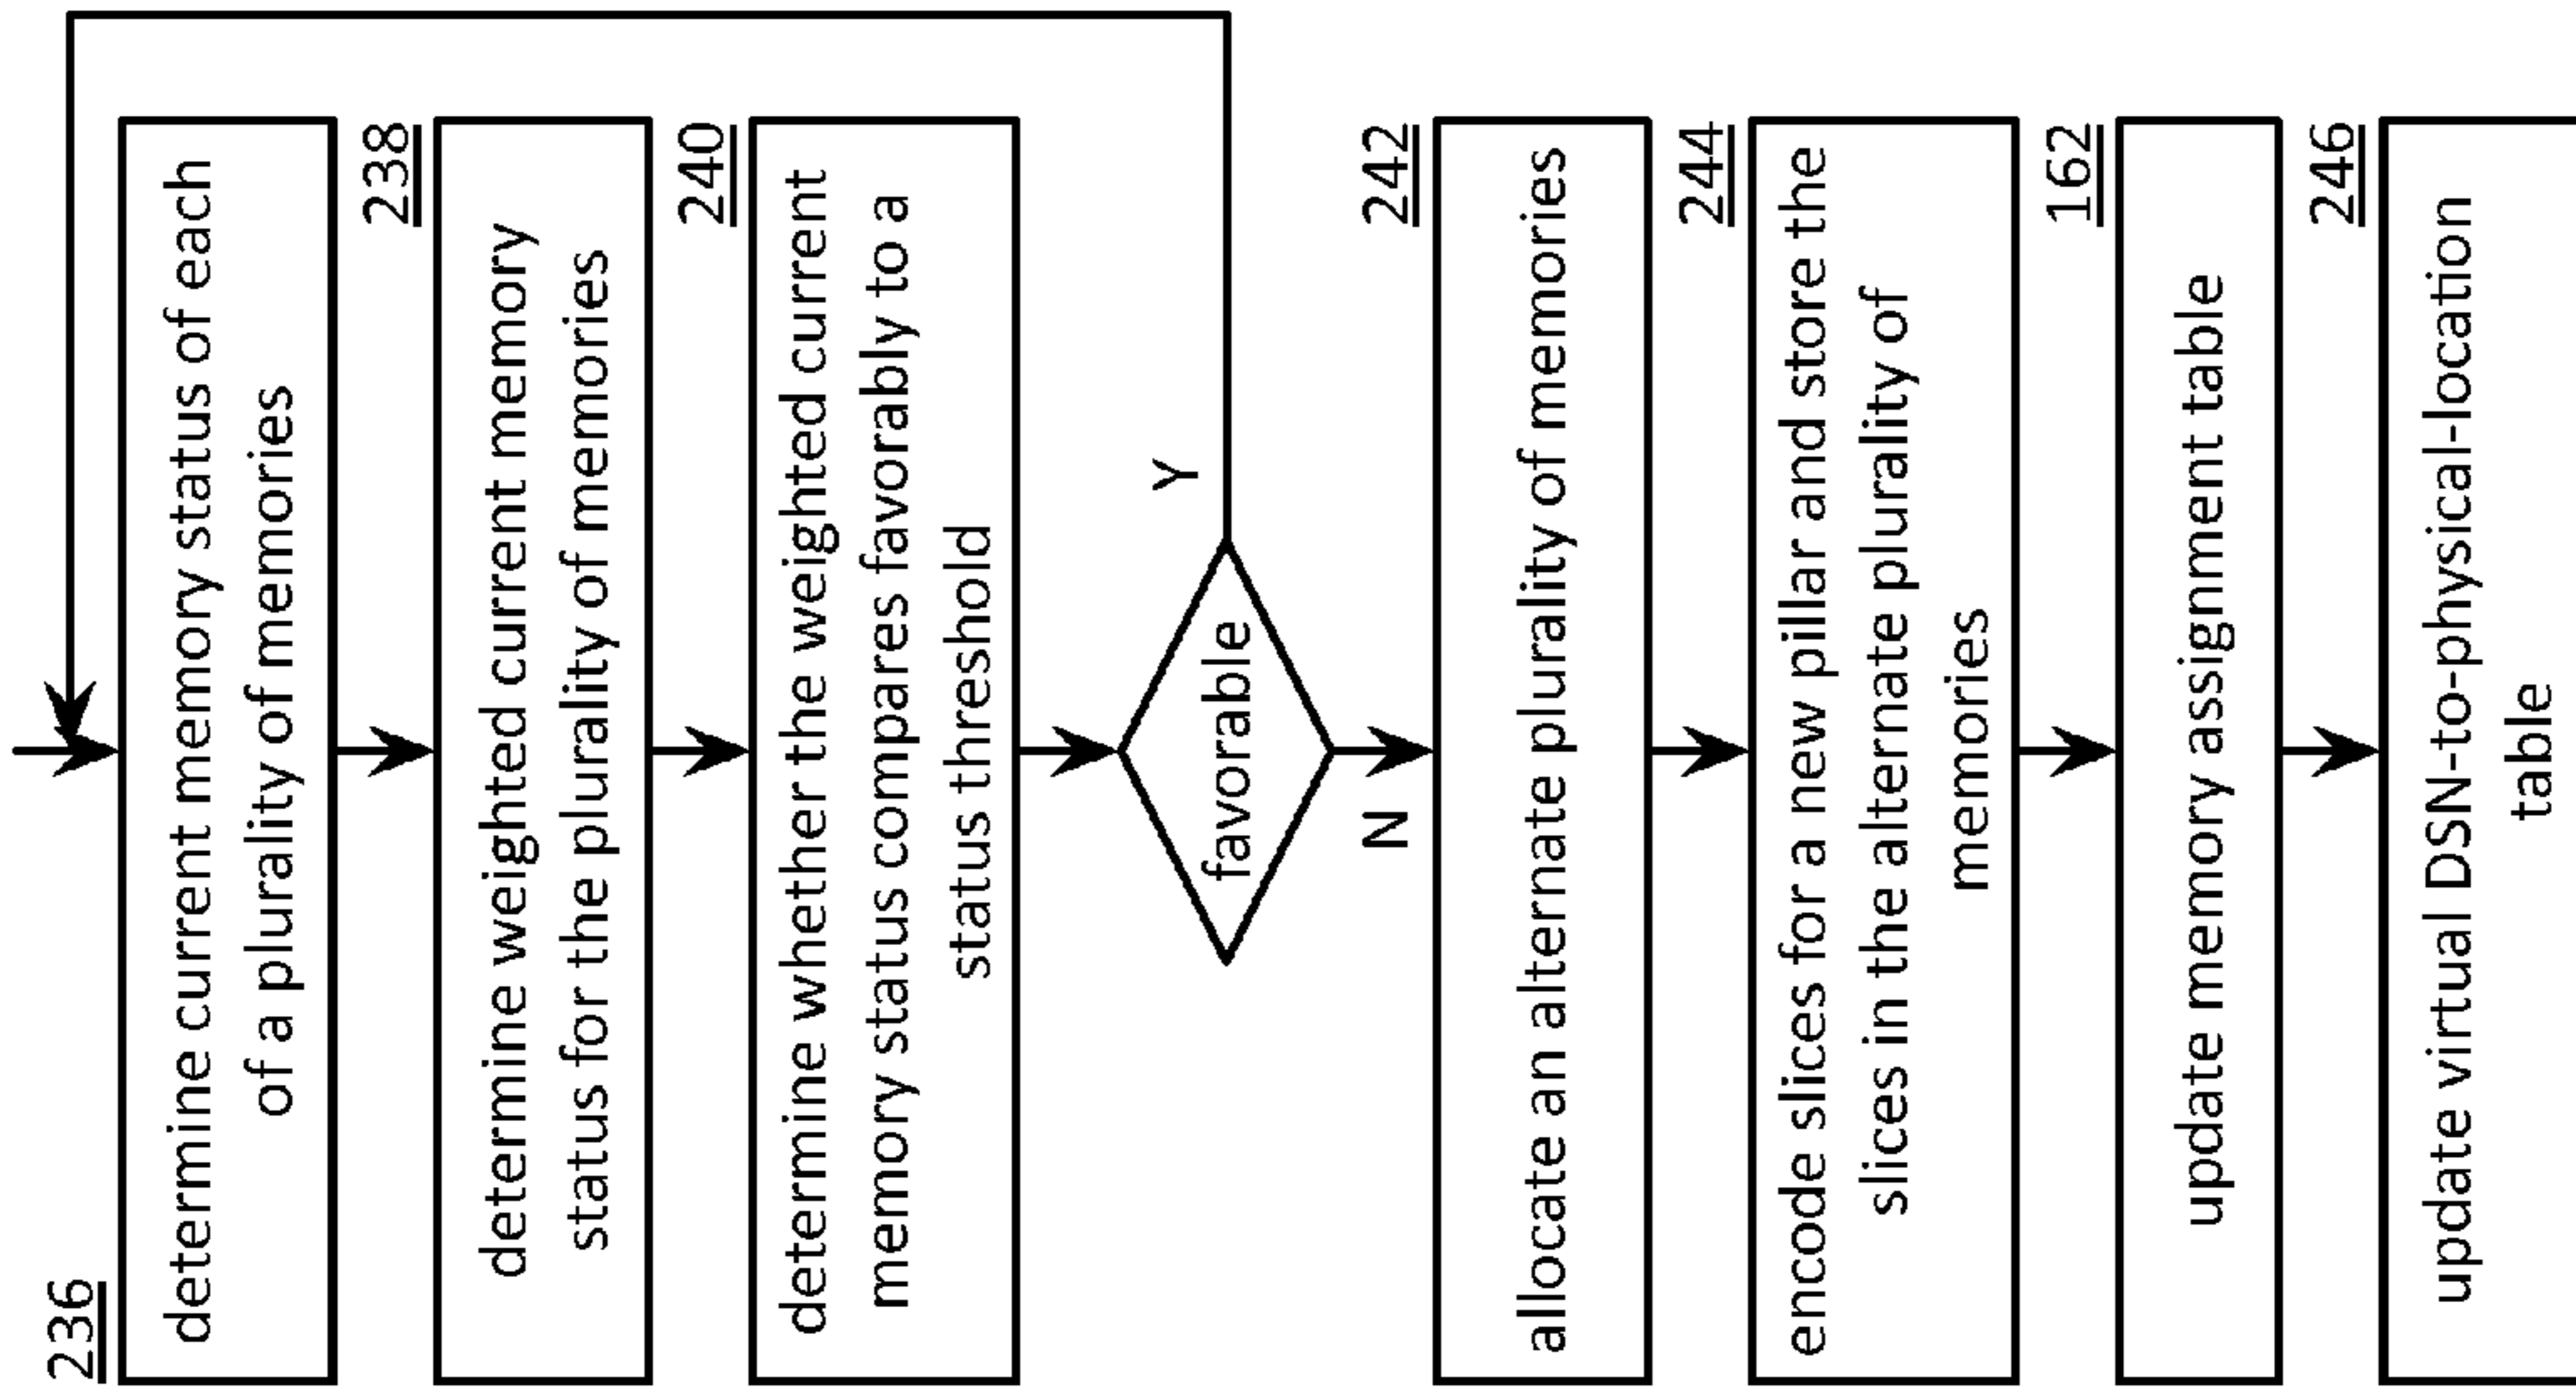 236
determine current memory status of each
of a plurality of memories
238
determine weighted current memory
status for the plurality of memories
240
determine whether the weighted current
memory status compares favorably to a
status threshold
favorable
Y
N
242
allocate an alternate plurality of memories
244
encode slices for a new pillar and store the
slices in the alternate plurality of
memories
162
update memory assignment table
246
update virtual DSN-to-physical-location
table